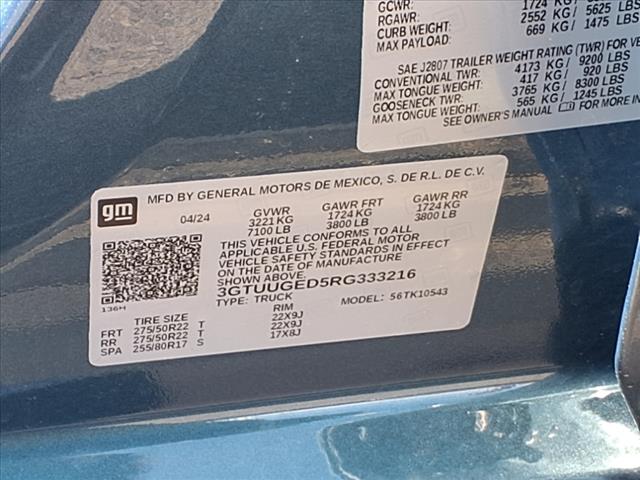 GCWR: 1724 KG
RGAWR: 2552 KG / 5625 LBS
CURB WEIGHT: 669 KG / 1475 LBS
MAX PAYLOAD:
SAE J2807 TRAILER WEIGHT RATING (TWR) FOR VE
CONVENTIONAL TWR: 4173 KG / 9200 LBS
MAX TONGUE WEIGHT: 417 KG / 920 LBS
GOOSENECK TWR: 3765 KG / 8300 LBS
MAX TONGUE WEIGHT: 565 KG / 1245 LBS
SEE OWNER'S MANUAL FOR MORE IN
gm
MFD BY GENERAL MOTORS DE MEXICO, S. DE R.L. DE C.V.
04/24 GVWR GAWR FRT GAWR RR
3221 KG 1724 KG 1724 KG
7100 LB 3800 LB 3800 LB
THIS VEHICLE CONFORMS TO ALL
APPLICABLE U.S. FEDERAL MOTOR
VEHICLE SAFETY STANDARDS IN EFFECT
ON THE DATE OF MANUFACTURE
SHOWN ABOVE.
3GTUUGED5RG333216
TYPE: TRUCK MODEL: 56TK10543
136H
TIRE SIZE RIM
FRT 275/50R22 T 22X9J
RR 275/50R22 T 22X9J
SPA 255/80R17 S 17X8J